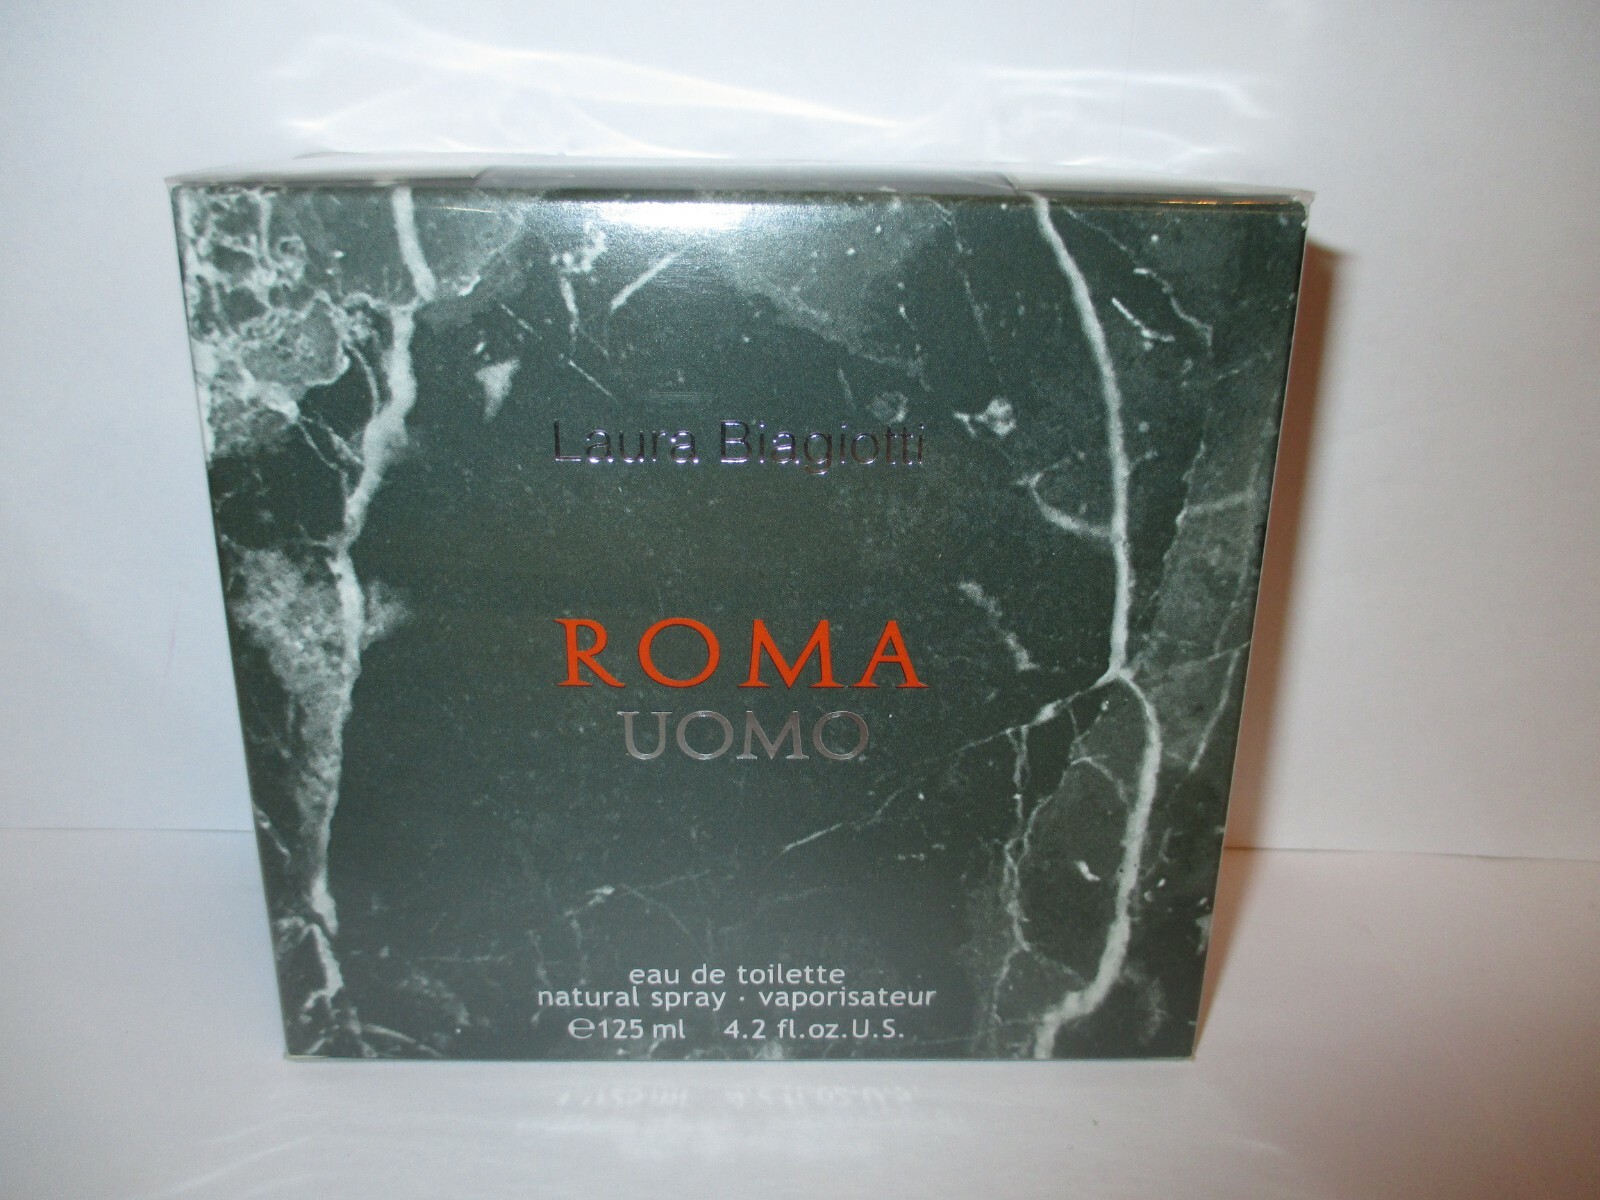 Laura Biagiotti
ROMA
UOMO
eau de toilette
natural spray · vaporisateur
℮125 ml 4.2 fl.oz.U.S.